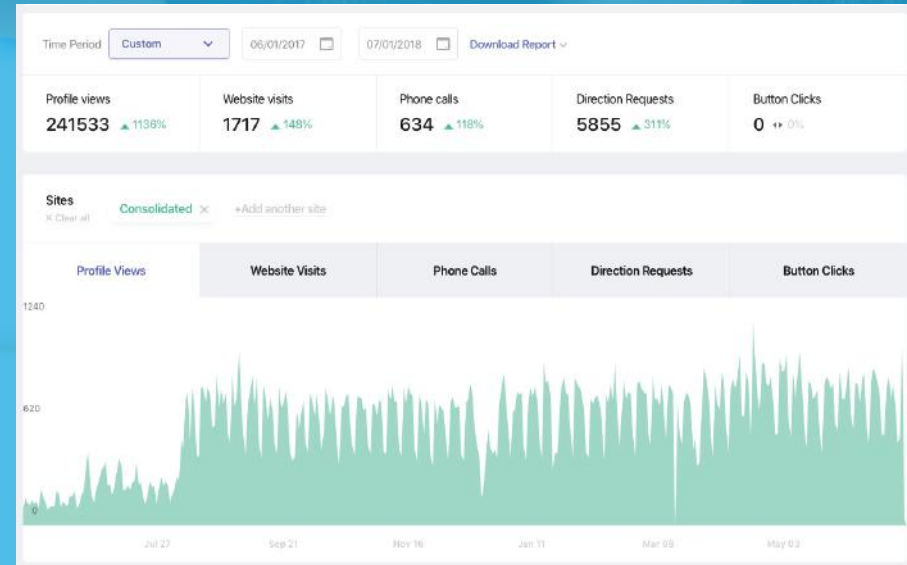 Time Period Custom 06/01/2017 07/01/2018 Download Report
Profile views Website visits Phone calls Direction Requests Button Clicks
241533 1136% 1717 148% 634 118% 5855 311% 0 0%
Sites Consolidated × +Add another site
× Clear all
Profile Views Website Visits Phone Calls Direction Requests Button Clicks
1240
620
0
Jul 27 Sep 21 Nov 16 Jan 11 Mar 08 May 03